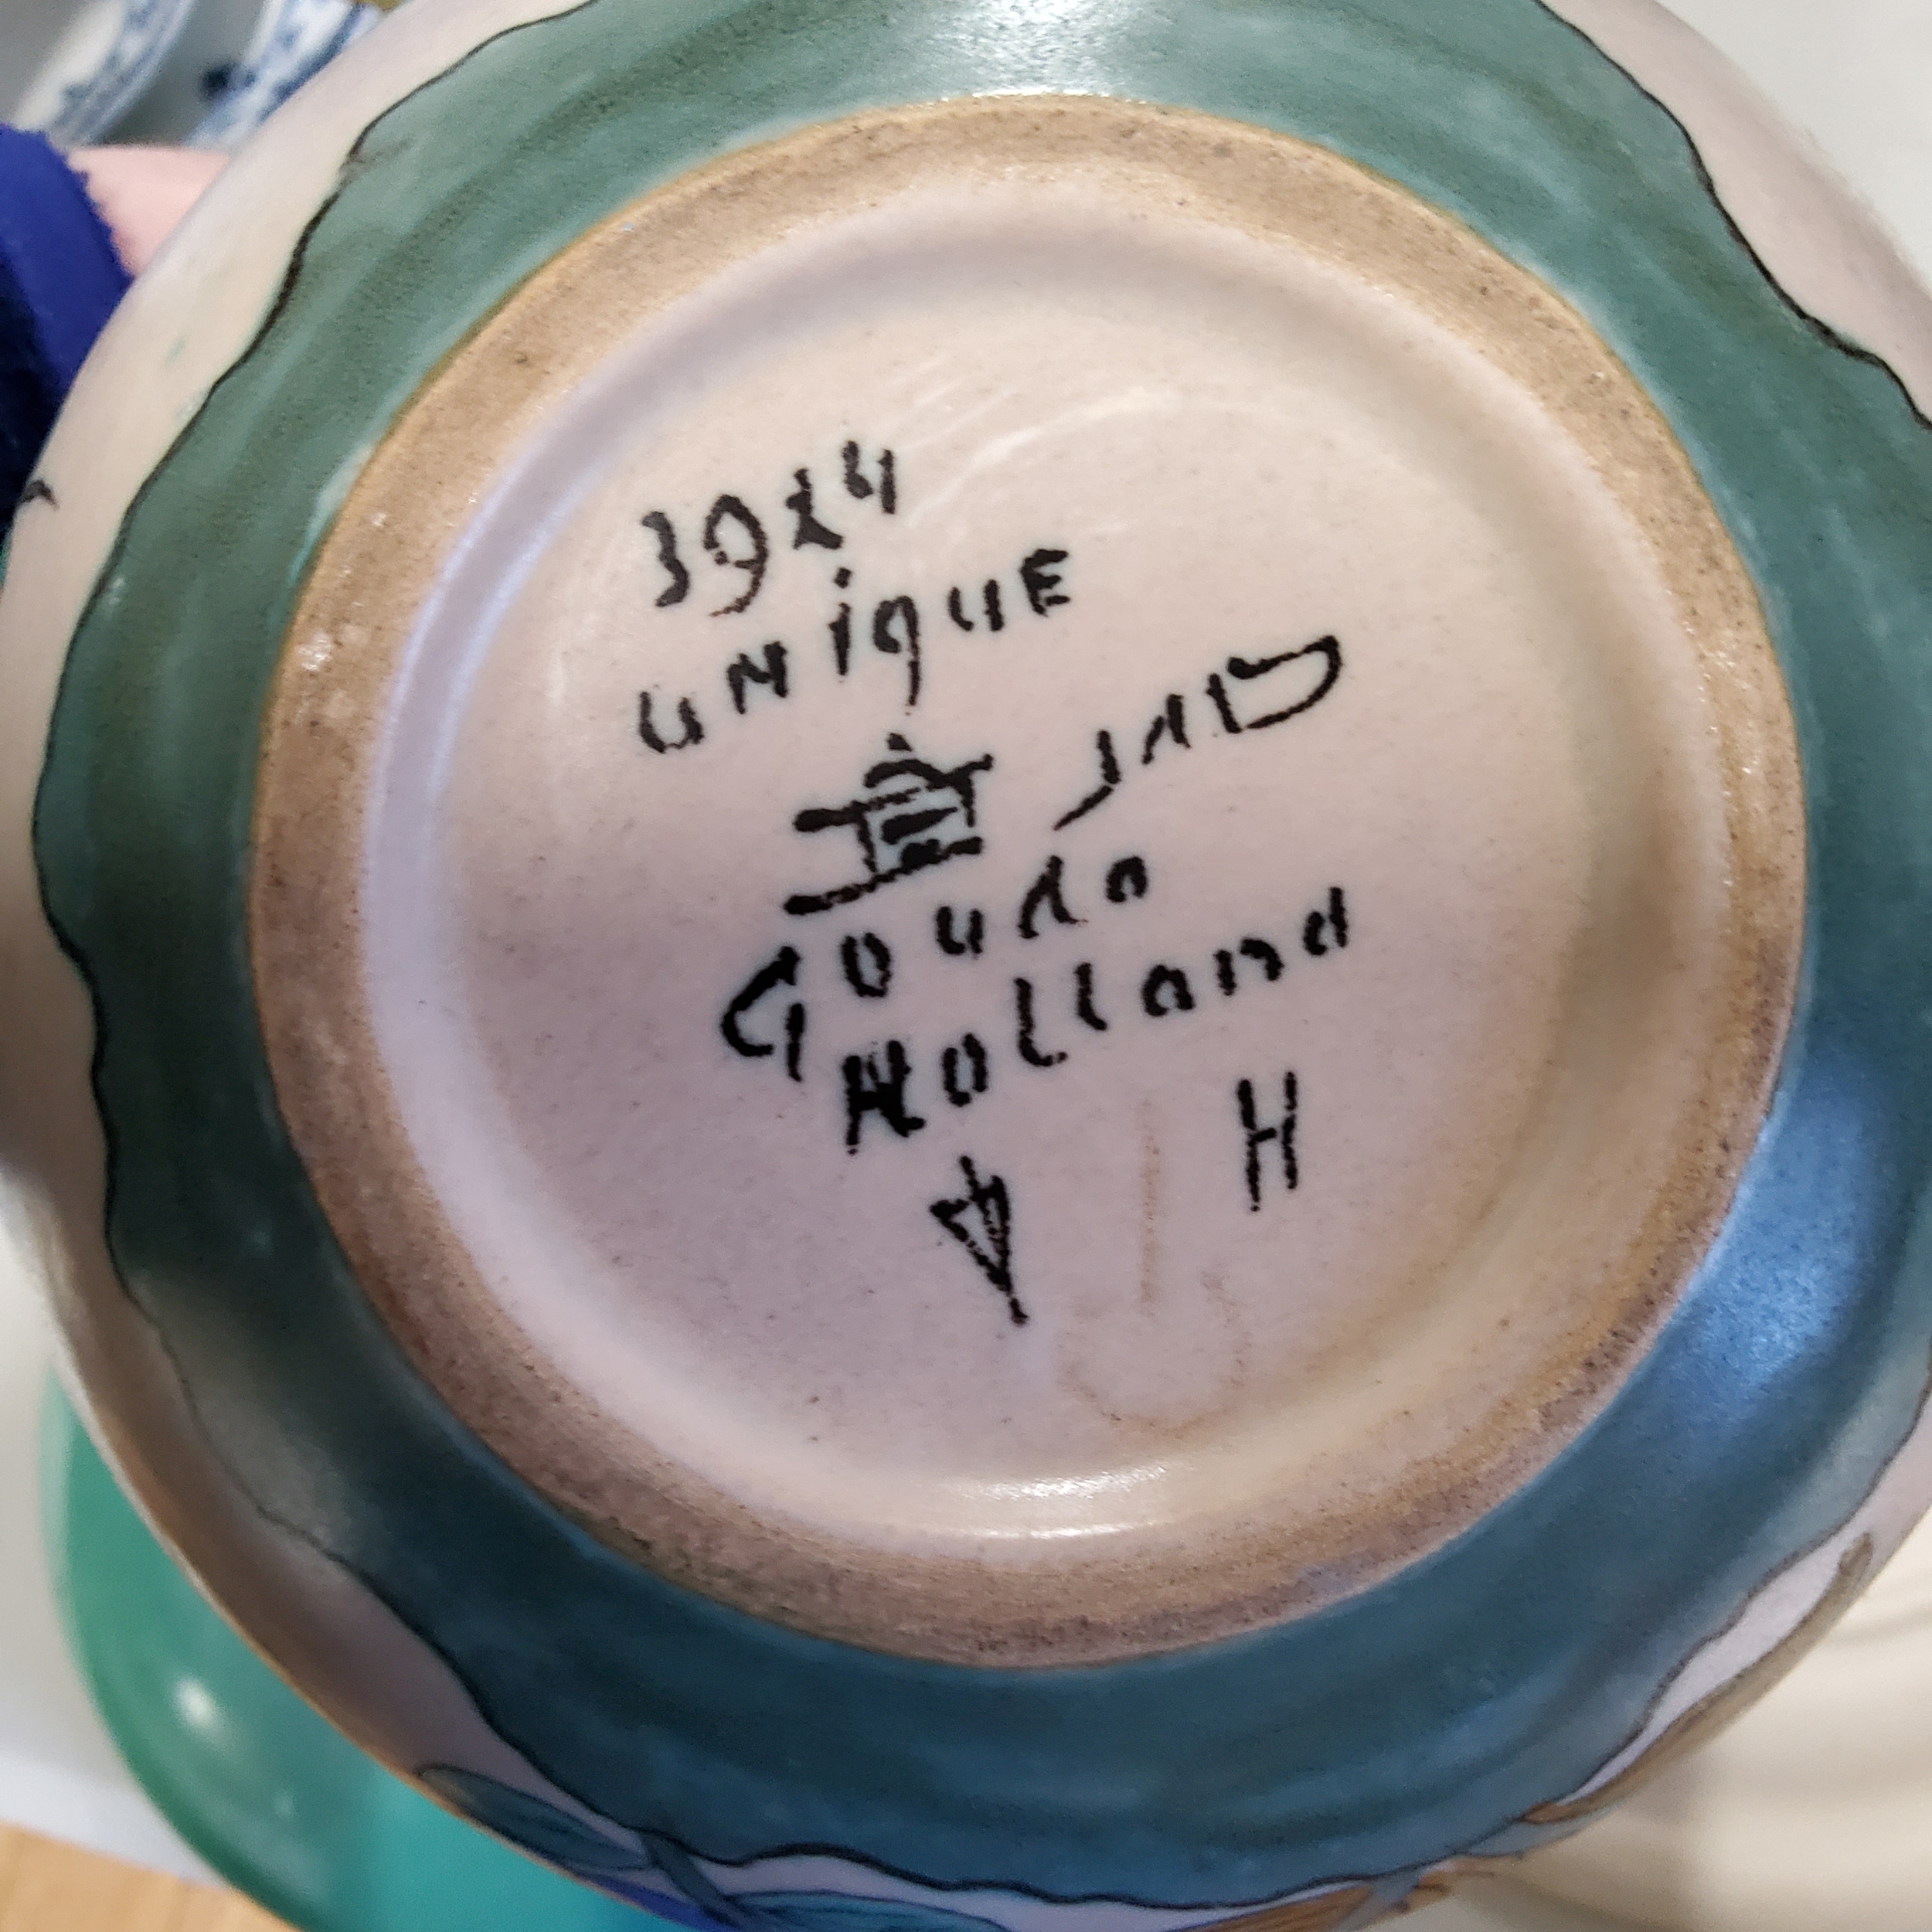 3924
UNiqUE
JAD
Gouda
Holland
H